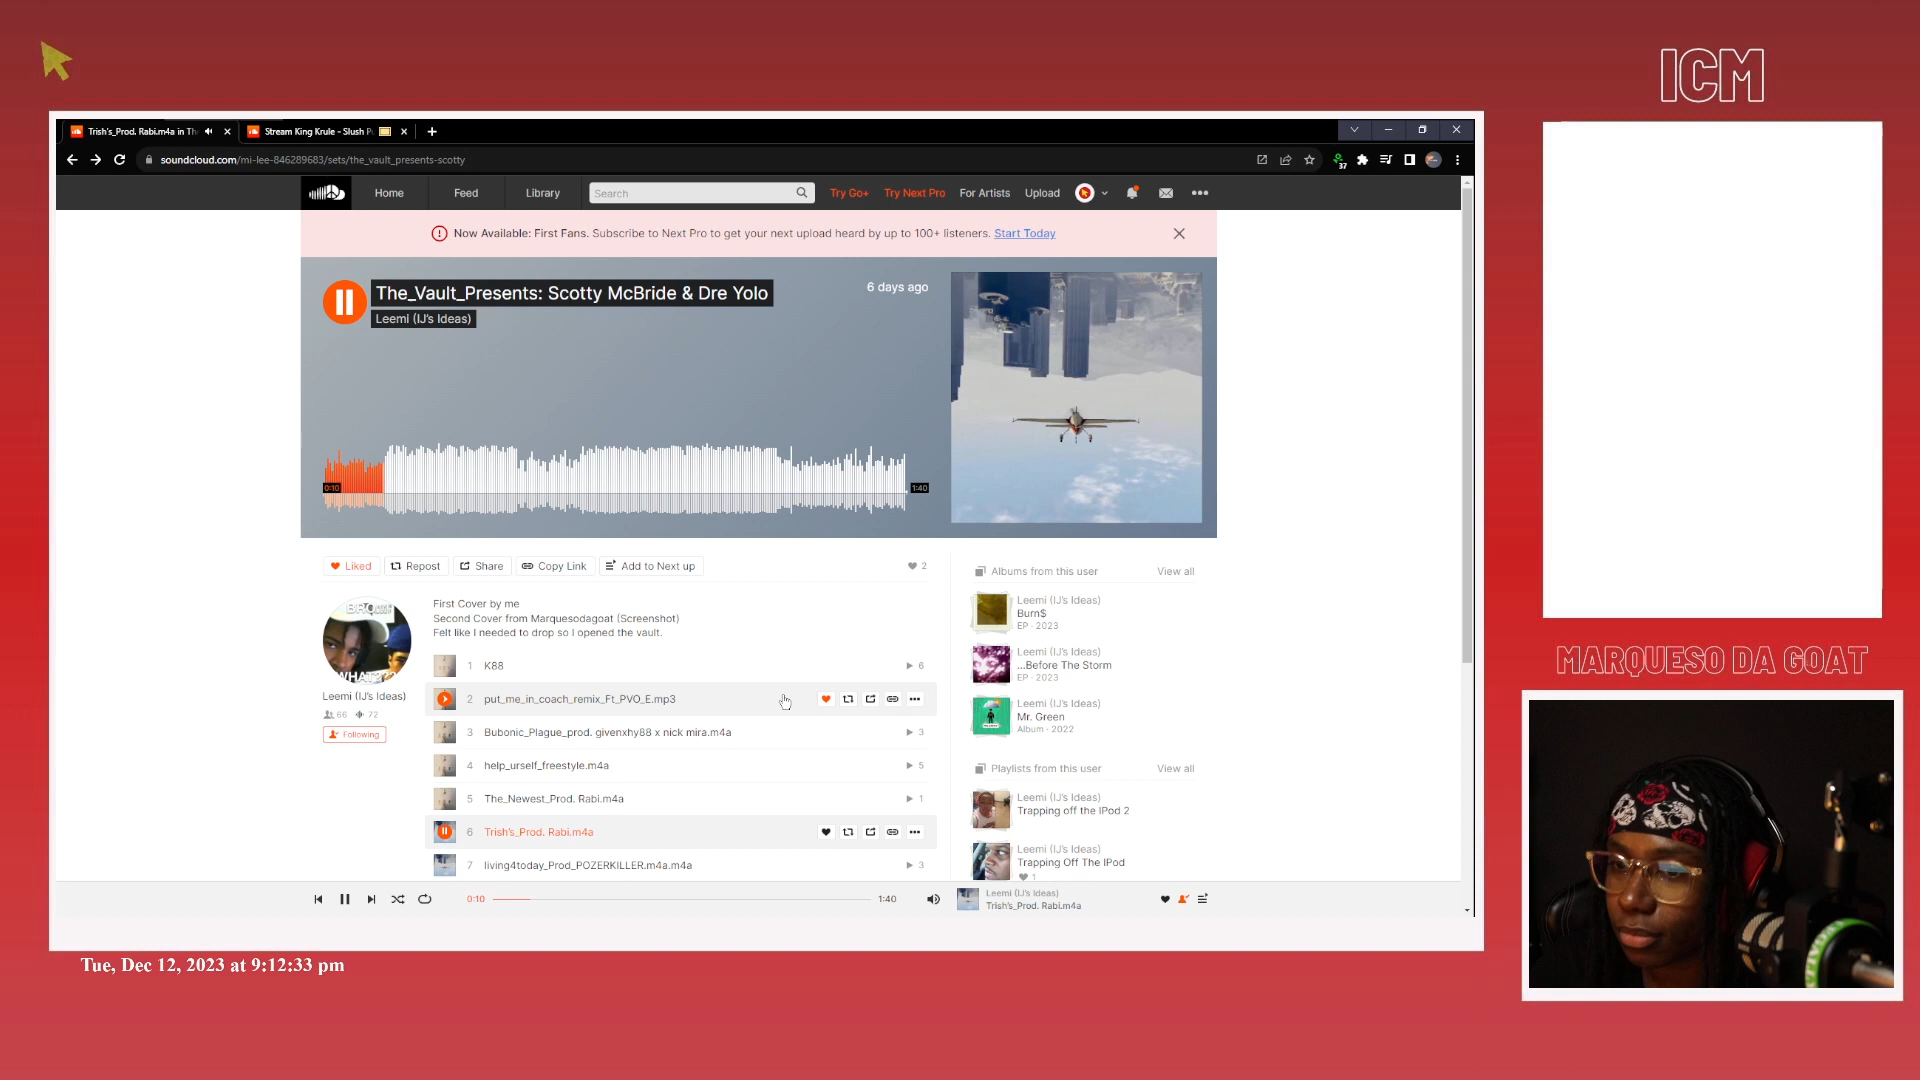 ICM
Trish's_Prod. Rabi.m4a in Th
Stream King Krule - Slush P
soundcloud.com/mi-lee-846289683/sets/the_vault_presents-scotty
37
Home
Feed
Library
Search
Try Go+
Try Next Pro
For Artists
Upload
Now Available: First Fans. Subscribe to Next Pro to get your next upload heard by up to 100+ listeners. Start Today
The_Vault_Presents: Scotty McBride & Dre Yolo
Leemi (IJ's Ideas)
6 days ago
0:10
1:40
Liked
Repost
Share
Copy Link
Add to Next up
2
First Cover by me
Second Cover from Marquesodagoat (Screenshot)
Felt like I needed to drop so I opened the vault.
BRO
WHAT???
Leemi (IJ's Ideas)
66
72
Following
1 K88 6
2 put_me_in_coach_remix_Ft_PVO_E.mp3
3 Bubonic_Plague_prod. givenxhy88 x nick mira.m4a 3
4 help_urself_freestyle.m4a 5
5 The_Newest_Prod. Rabi.m4a 1
6 Trish's_Prod. Rabi.m4a
7 living4today_Prod_POZERKILLER.m4a.m4a 3
Albums from this user
View all
Leemi (IJ's Ideas)
Burn$
EP · 2023
Leemi (IJ's Ideas)
...Before The Storm
EP · 2023
Leemi (IJ's Ideas)
Mr. Green
Album · 2022
Playlists from this user
View all
Leemi (IJ's Ideas)
Trapping off the IPod 2
Leemi (IJ's Ideas)
Trapping Off The IPod
1
0:10
1:40
Leemi (IJ's Ideas)
Trish's_Prod. Rabi.m4a
MARQUESO DA GOAT
Tue, Dec 12, 2023 at 9:12:33 pm